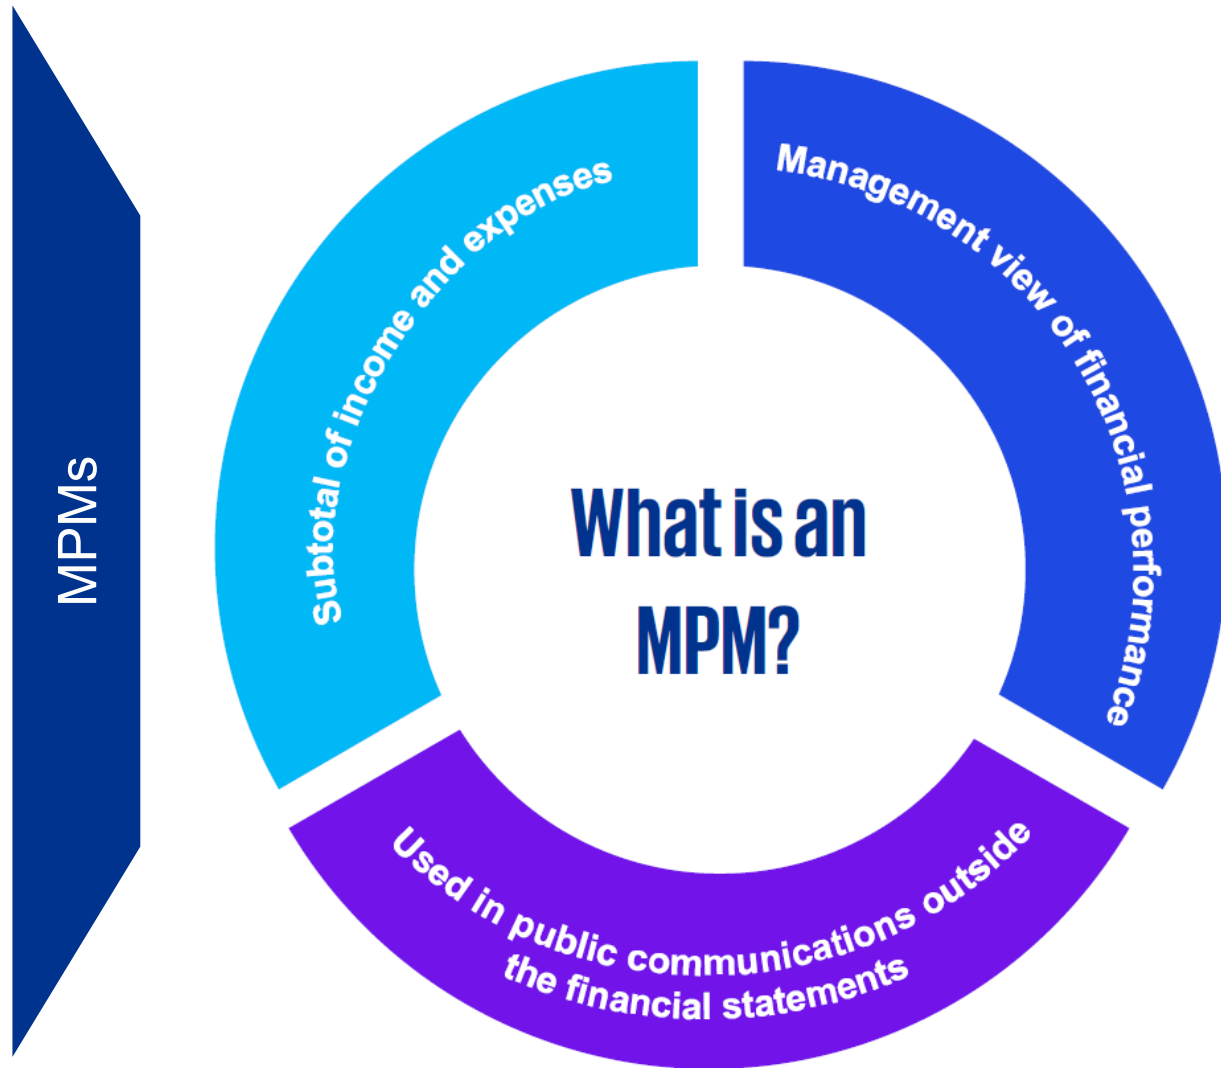 MPMs
Subtotal of income and expenses
Management view of financial performance
What is an
MPM?
Used in public communications outside
the financial statements